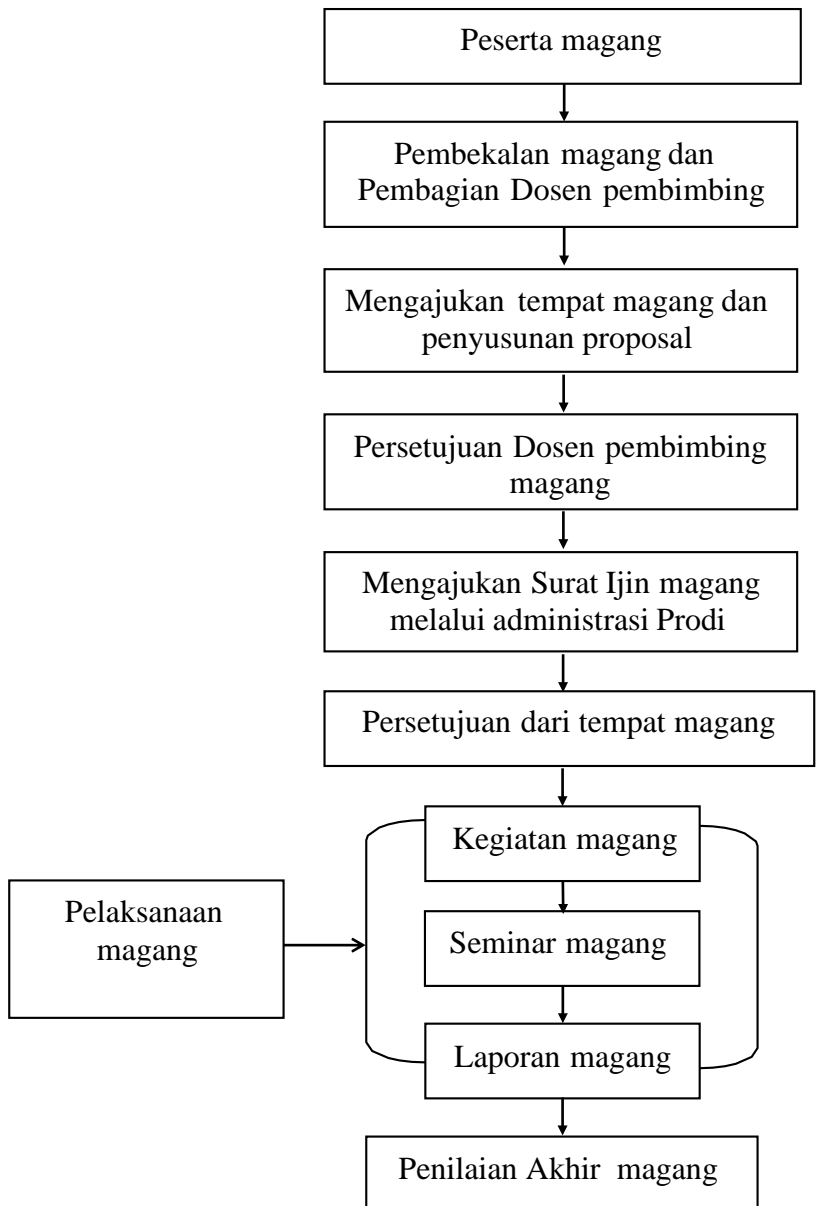 Peserta magang
Pembekalan magang dan
Pembagian Dosen pembimbing
Mengajukan tempat magang dan
penyusunan proposal
Persetujuan Dosen pembimbing
magang
Mengajukan Surat Ijin magang
melalui administrasi Prodi
Persetujuan dari tempat magang
Kegiatan magang
Pelaksanaan
magang
Seminar magang
Laporan magang
Penilaian Akhir magang